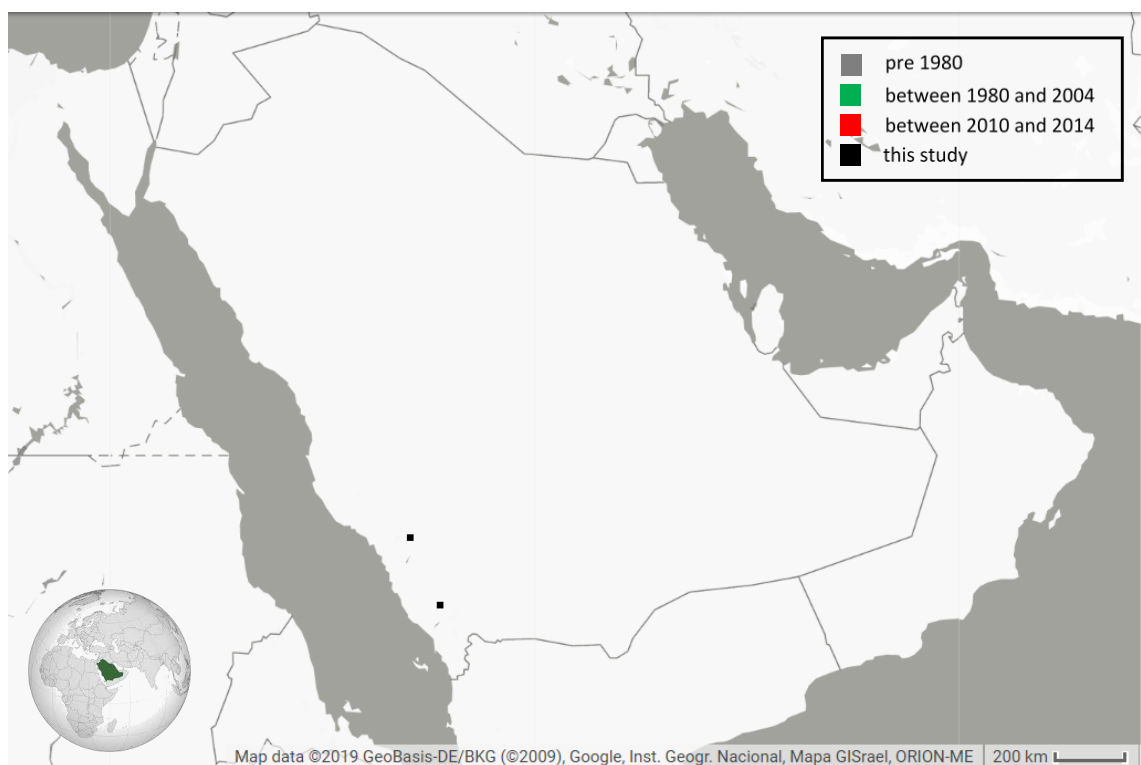 pre 1980
between 1980 and 2004
between 2010 and 2014
this study
Map data ©2019 GeoBasis-DE/BKG (©2009), Google, Inst. Geogr. Nacional, Mapa GISrael, ORION-ME
200 km